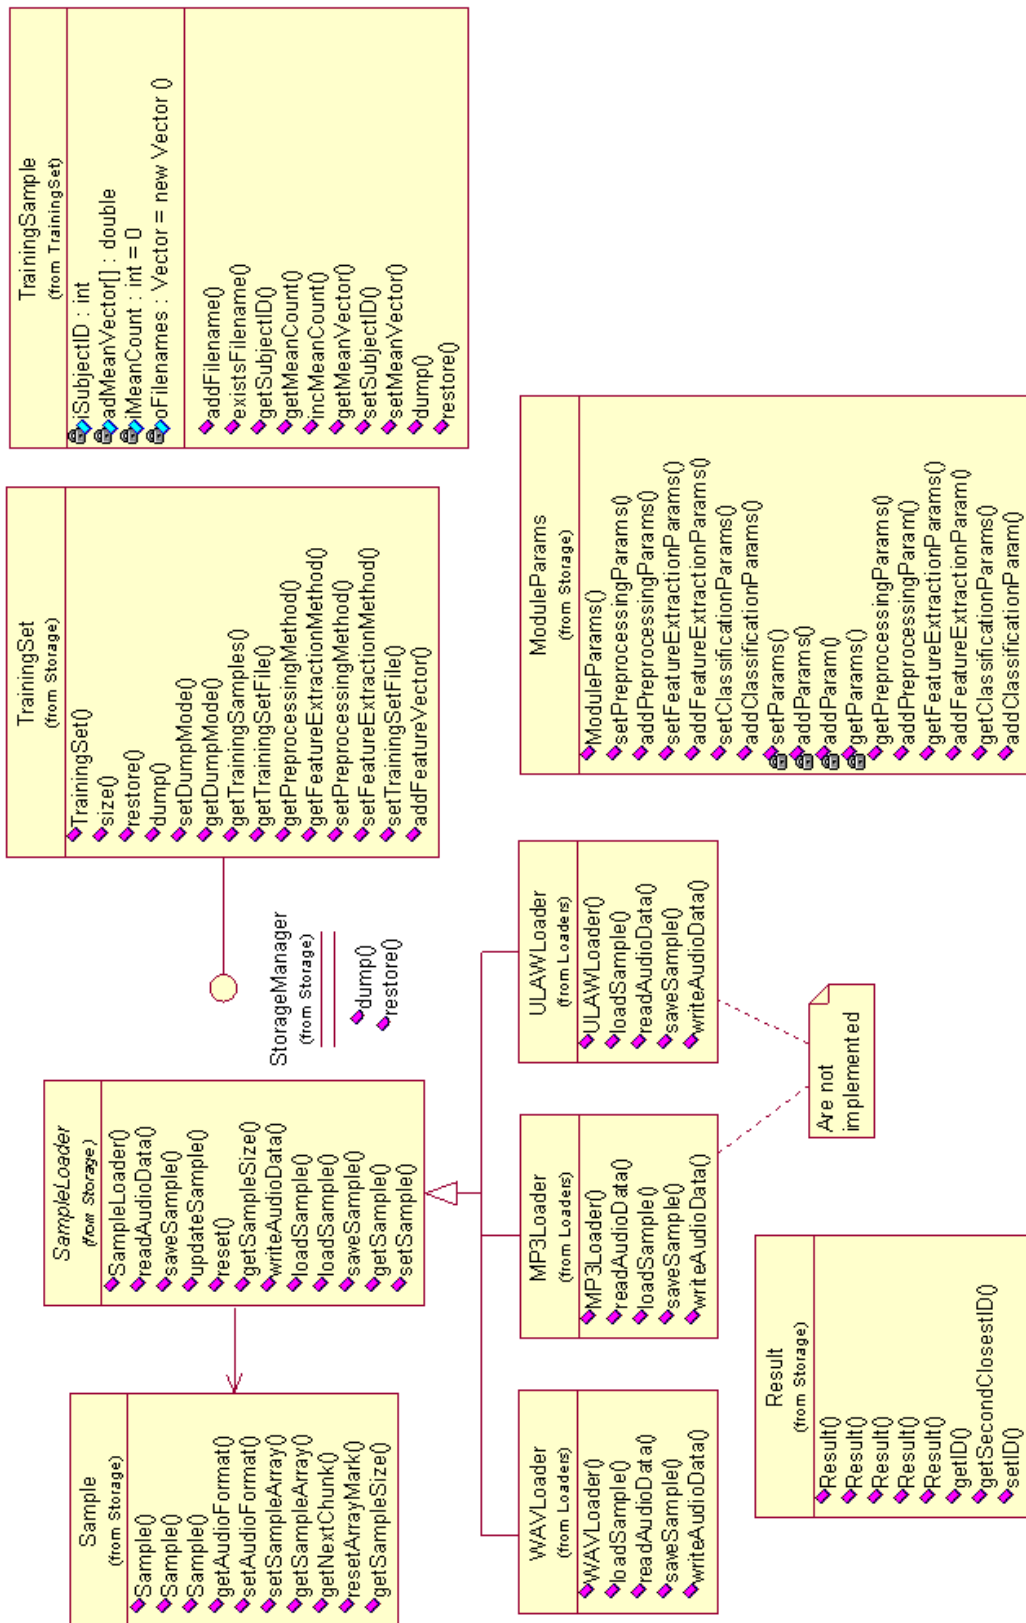 Sample
(from Storage)
Sample()
Sample()
Sample()
getAudioFormat()
setAudioFormat()
setSampleArray()
getSampleArray()
getNextChunk()
resetArrayMark()
getSampleSize()
SampleLoader
(from Storage)
SampleLoader()
readAudioData()
saveSample()
updateSample()
reset()
getSampleSize()
writeAudioData()
loadSample()
loadSample()
saveSample()
getSample()
setSample()
StorageManager
(from Storage)
dump()
restore()
TrainingSet
(from Storage)
TrainingSet()
size()
restore()
dump()
setDumpMode()
getDumpMode()
getTrainingSamples()
getTrainingSetFile()
getPreprocessingMethod()
getFeatureExtractionMethod()
setPreprocessingMethod()
setFeatureExtractionMethod()
setTrainingSetFile()
addFeatureVector()
TrainingSample
(from TrainingSet)
iSubjectID : int
adMeanVector[] : double
iMeanCount : int = 0
oFilenames : Vector = new Vector ()
addFilename()
existsFilename()
getSubjectID()
getMeanCount()
incMeanCount()
getMeanVector()
setSubjectID()
setMeanVector()
dump()
restore()
WAVLoader
(from Loaders)
WAVLoader()
loadSample()
readAudioData()
saveSample()
writeAudioData()
MP3Loader
(from Loaders)
MP3Loader()
readAudioData()
loadSample()
saveSample()
writeAudioData()
ULAWLoader
(from Loaders)
ULAWLoader()
loadSample()
readAudioData()
saveSample()
writeAudioData()
Are not
implemented
ModuleParams
(from Storage)
ModuleParams()
setPreprocessingParams()
addPreprocessingParams()
setFeatureExtractionParams()
addFeatureExtractionParams()
setClassificationParams()
addClassificationParams()
setParams()
addParams()
addParam()
getParams()
getPreprocessingParams()
addPreprocessingParam()
getFeatureExtractionParams()
addFeatureExtractionParam()
getClassificationParams()
addClassificationParam()
Result
(from Storage)
Result()
Result()
Result()
Result()
Result()
getID()
getSecondClosestID()
setID()